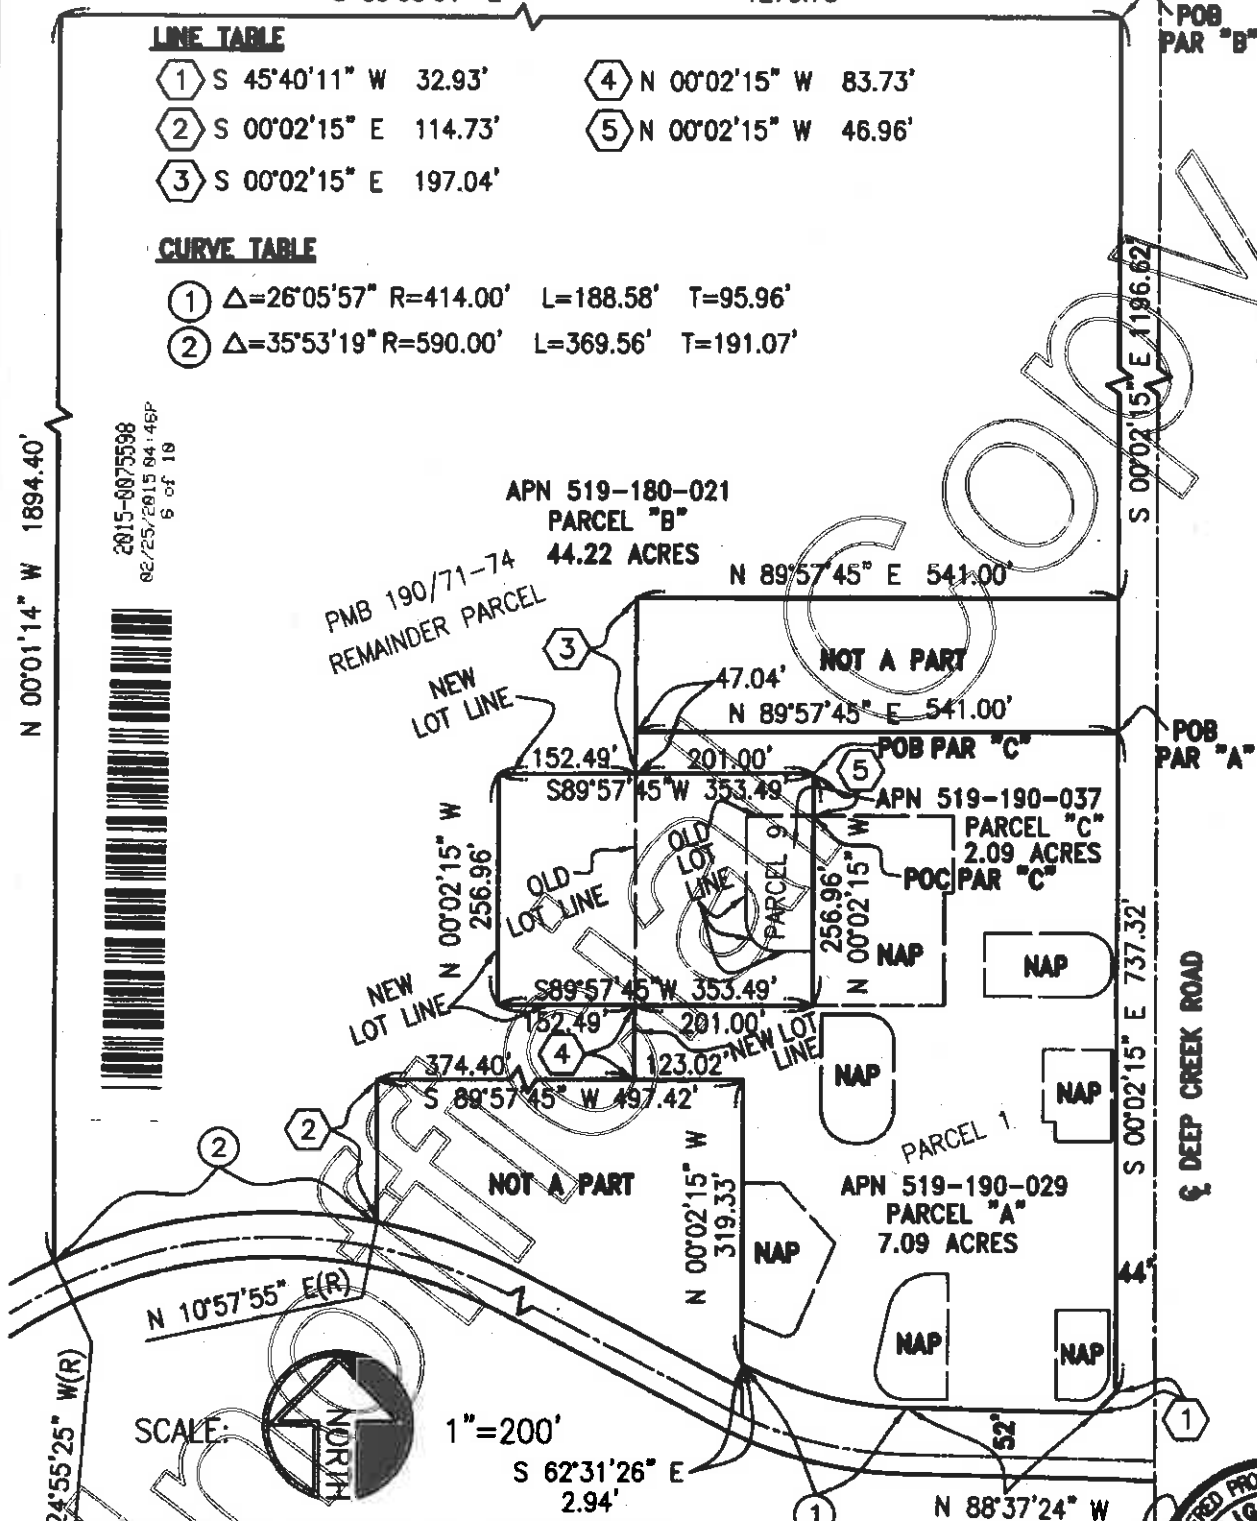 POB
PAR "B"
LINE TABLE
1 S 45°40'11" W 32.93'
2 S 00°02'15" E 114.73'
3 S 00°02'15" E 197.04'
4 N 00°02'15" W 83.73'
5 N 00°02'15" W 46.96'
CURVE TABLE
1 Δ=26°05'57" R=414.00' L=188.58' T=95.96'
2 Δ=35°53'19" R=590.00' L=369.56' T=191.07'
S 00°02'15" E 1196.62'
N 00°01'14" W 1894.40'
2015-0075598
02/25/2015 04:46P
6 of 10
APN 519-180-021
PARCEL "B"
44.22 ACRES
PMB 190/71-74
REMAINDER PARCEL
N 89°57'45" E 541.00'
3
NOT A PART
NEW
LOT LINE
47.04'
N 89°57'45" E 541.00'
POB
PAR "A"
POB PAR "C"
152.49'
201.00'
S89°57'45"W 353.49'
5
APN 519-190-037
PARCEL "C"
2.09 ACRES
POC PAR "C"
OLD
LOT
LINE
PARCEL 9
OLD
LOT LINE
N 00°02'15" W
256.96'
256.96'
N 00°02'15" W
NAP
NAP
S 00°02'15" E 737.32'
℄ DEEP CREEK ROAD
NEW
LOT LINE
S89°57'45"W 353.49'
152.49'
201.00'
NEW LOT
LINE
4
374.40'
123.02'
S 89°57'45" W 497.42'
NAP
NAP
2
2
NOT A PART
N 00°02'15" W
319.33'
PARCEL 1
APN 519-190-029
PARCEL "A"
7.09 ACRES
NAP
44'
N 10°57'55" E(R)
NAP
NAP
24°55'25" W(R)
SCALE:
NORTH
1"=200'
S 62°31'26" E
2.94'
52'
1
1
N 88°37'24" W